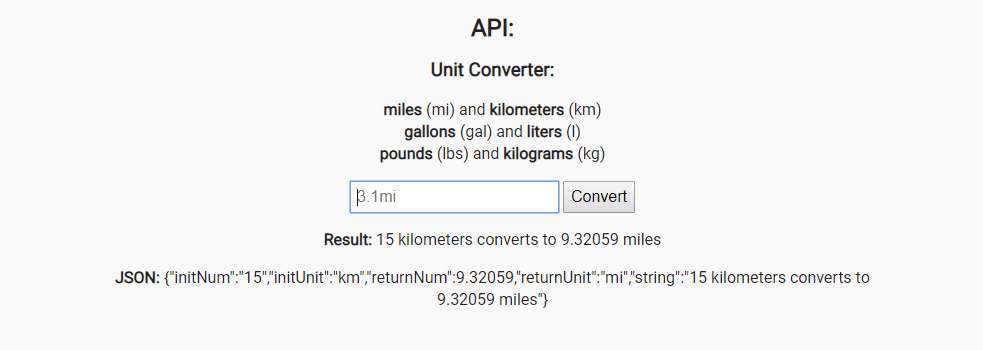 API:
Unit Converter:
miles (mi) and kilometers (km)
gallons (gal) and liters (l)
pounds (lbs) and kilograms (kg)
3.1mi Convert
Result: 15 kilometers converts to 9.32059 miles
JSON: {"initNum":"15","initUnit":"km","returnNum":9.32059,"returnUnit":"mi","string":"15 kilometers converts to
9.32059 miles"}